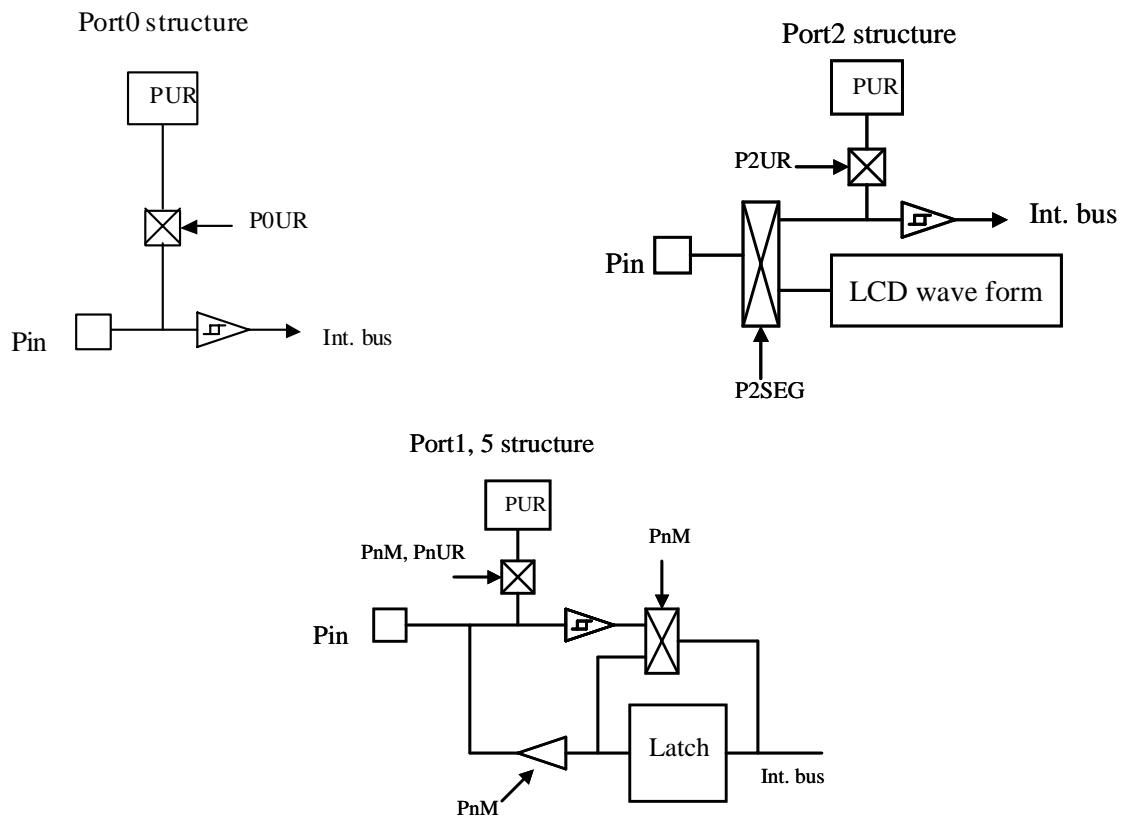 Port0 structure
PUR
P0UR
Pin
Int. bus
Port2 structure
PUR
P2UR
Int. bus
Pin
LCD wave form
P2SEG
Port1, 5 structure
PUR
PnM, PnUR
PnM
Pin
Latch
Int. bus
PnM